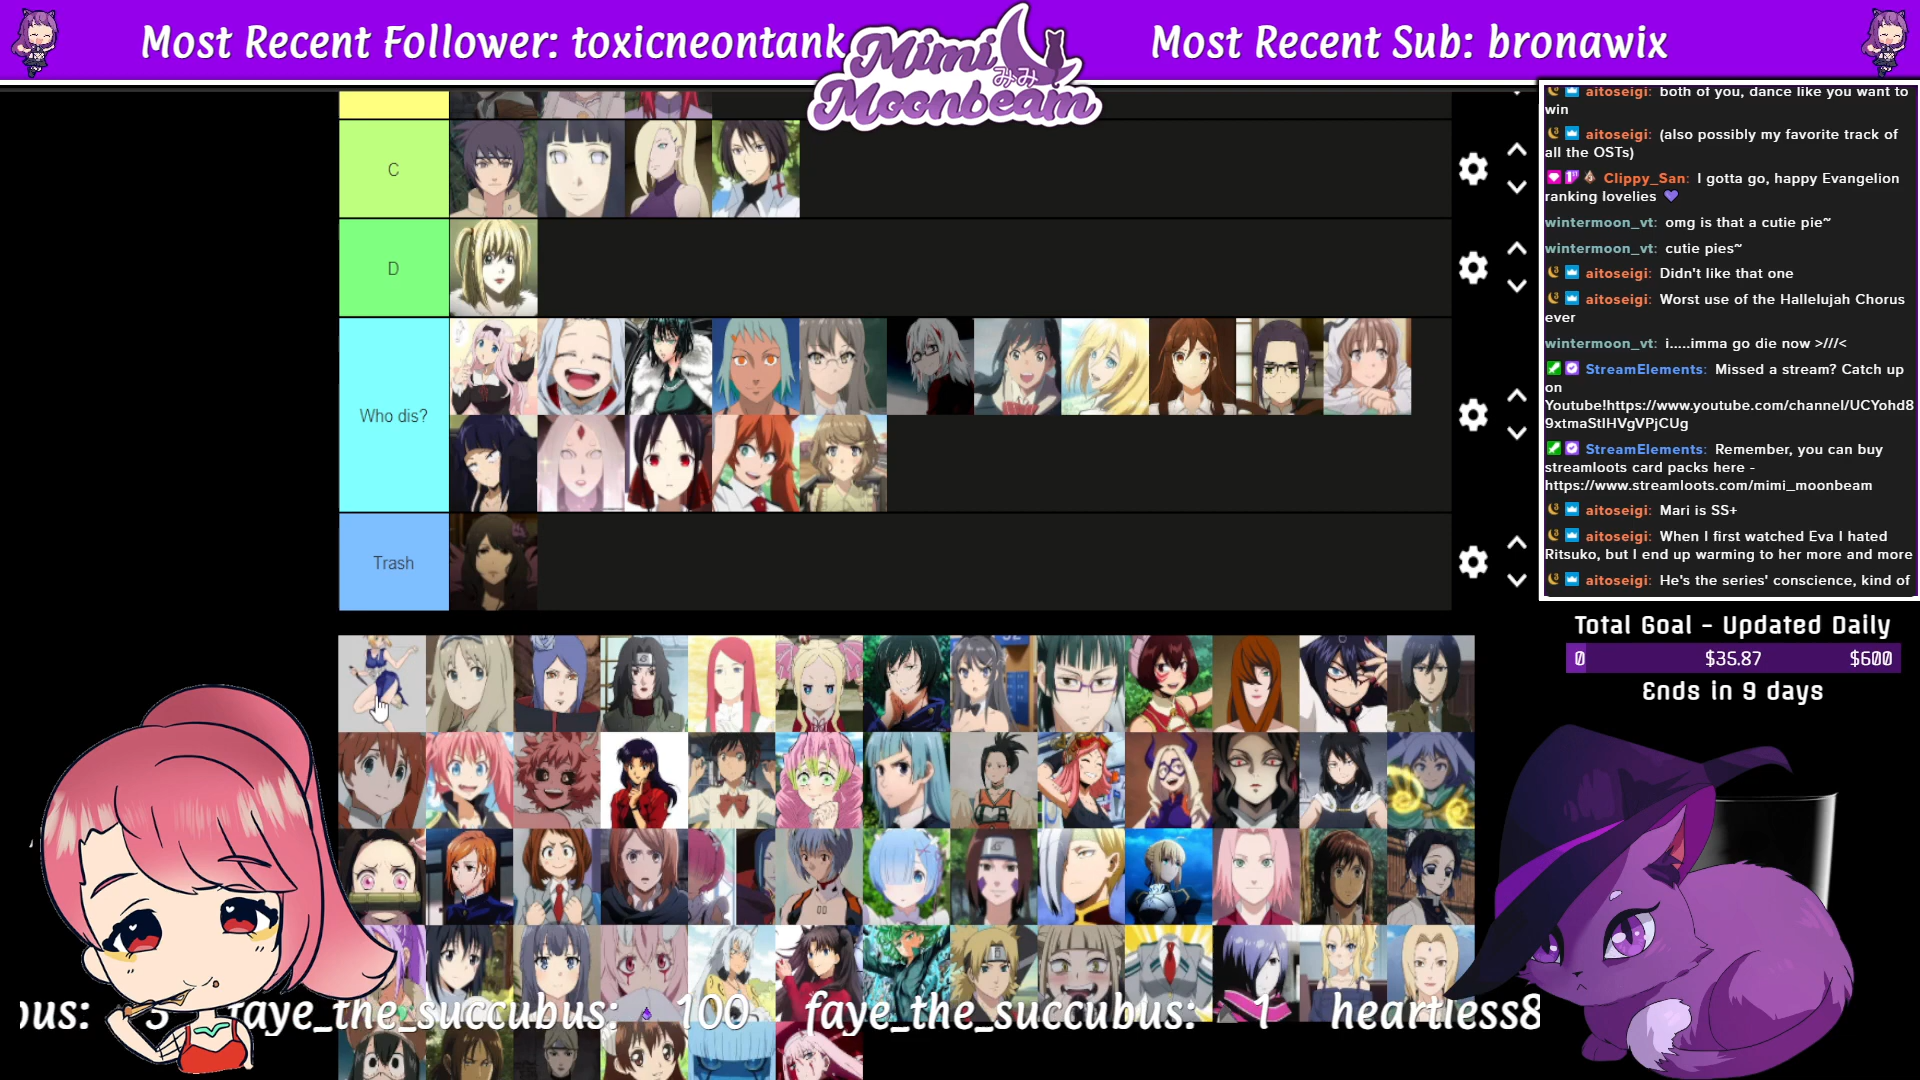 Most Recent Follower: toxicneontank
Mimi
みみ
Moonbeam
Most Recent Sub: bronawix
C
D
Who dis?
Trash
aitoseigi: both of you, dance like you want to
win
aitoseigi: (also possibly my favorite track of
all the OSTs)
Clippy_San: I gotta go, happy Evangelion
ranking lovelies 💜
wintermoon_vt: omg is that a cutie pie~
wintermoon_vt: cutie pies~
aitoseigi: Didn't like that one
aitoseigi: Worst use of the Hallelujah Chorus
ever
wintermoon_vt: i.....imma go die now >///<
StreamElements: Missed a stream? Catch up
on
Youtube!https://www.youtube.com/channel/UCYohd8
9xtmaStlHVgVPjCUg
StreamElements: Remember, you can buy
streamloots card packs here -
https://www.streamloots.com/mimi_moonbeam
aitoseigi: Mari is SS+
aitoseigi: When I first watched Eva I hated
Ritsuko, but I end up warming to her more and more
aitoseigi: He's the series' conscience, kind of
Total Goal - Updated Daily
0 $35.87 $600
Ends in 9 days
bus: 5 faye_the_succubus: 100 faye_the_succubus: 1 heartless8